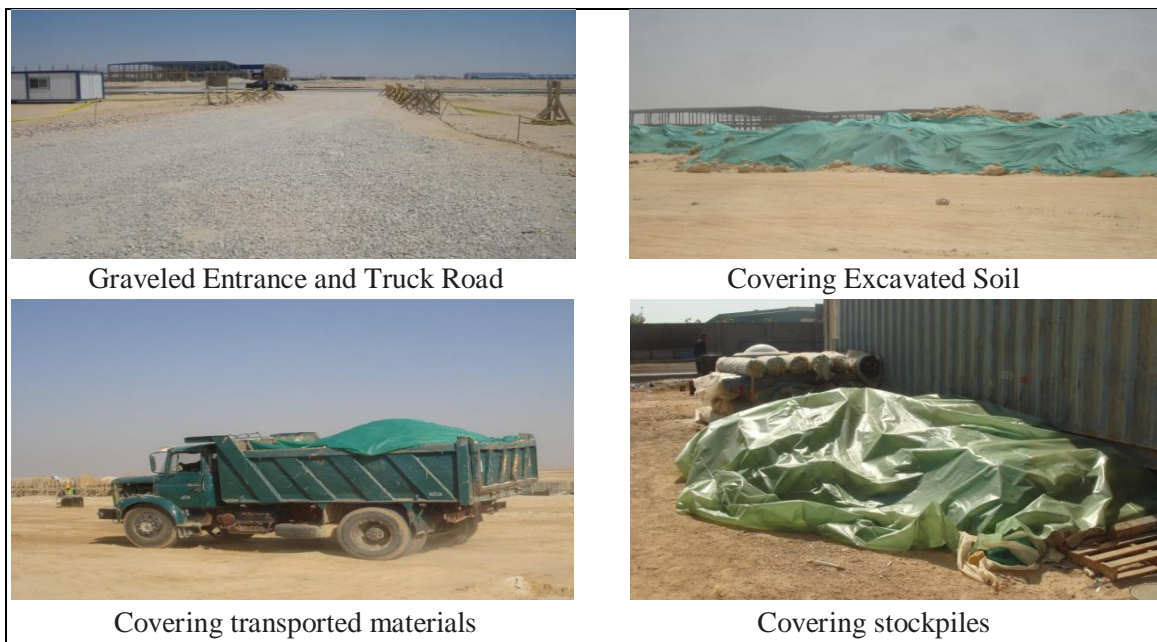 Graveled Entrance and Truck Road
Covering Excavated Soil
Covering transported materials
Covering stockpiles